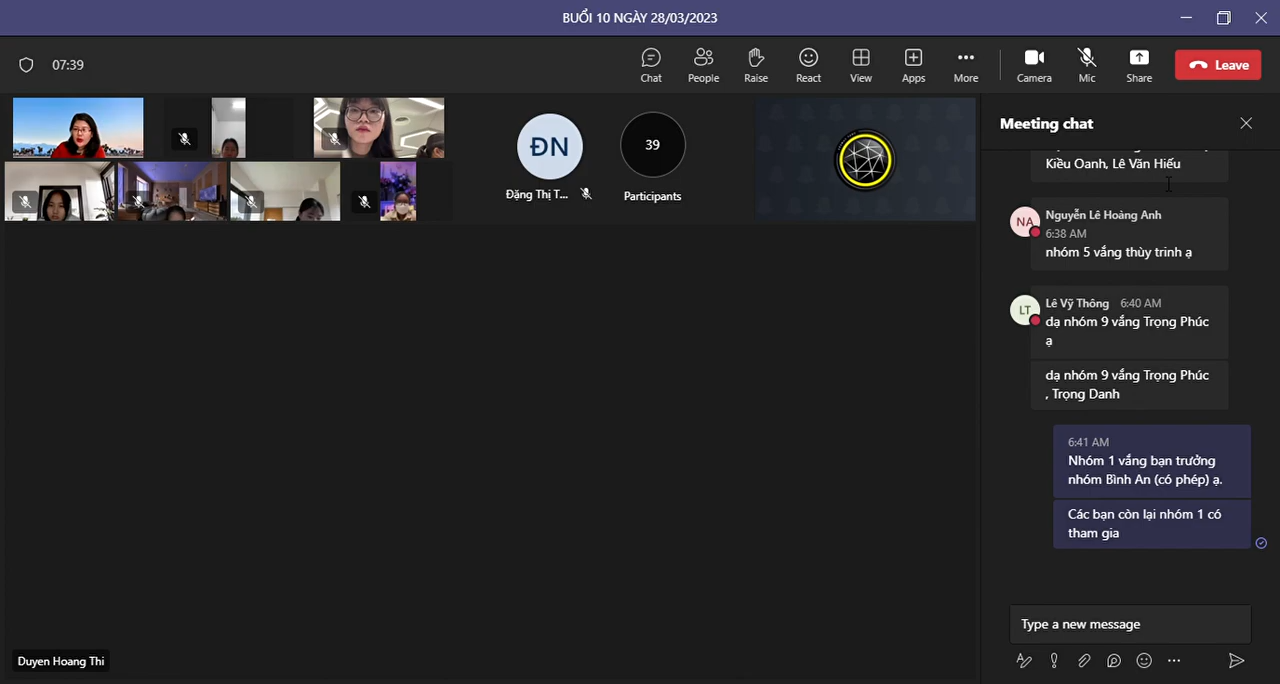 BUỔI 10 NGÀY 28/03/2023
07:39
Chat
People
Raise
React
View
Apps
More
Camera
Mic
Share
Leave
ĐN
Đặng Thị T...
39
Participants
Meeting chat
Kiều Oanh, Lê Văn Hiếu
NA
Nguyễn Lê Hoàng Anh
6:38 AM
nhóm 5 vắng thùy trinh ạ
LT
Lê Vỹ Thông 6:40 AM
dạ nhóm 9 vắng Trọng Phúc
ạ
dạ nhóm 9 vắng Trọng Phúc
, Trọng Danh
6:41 AM
Nhóm 1 vắng bạn trưởng
nhóm Bình An (có phép) ạ.
Các bạn còn lại nhóm 1 có
tham gia
Type a new message
Duyen Hoang Thi